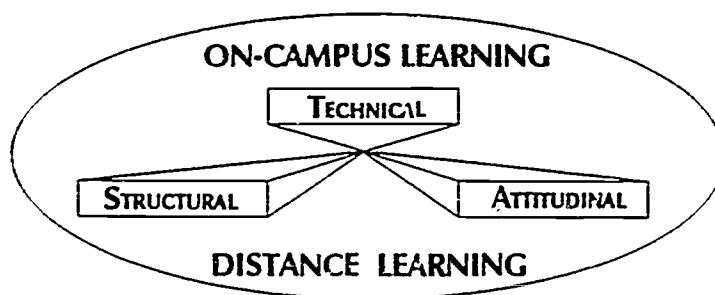 ON-CAMPUS LEARNING
TECHNICAL
STRUCTURAL
ATTITUDINAL
DISTANCE LEARNING